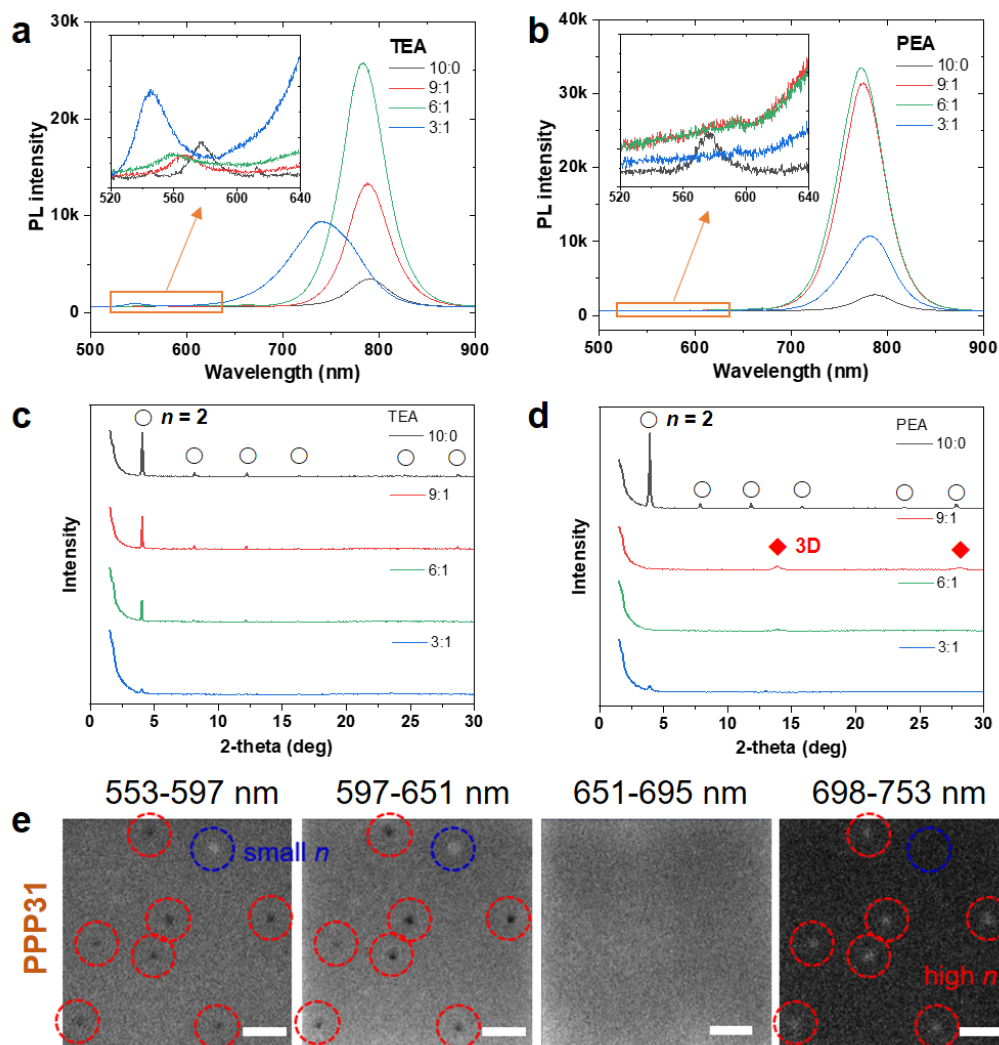 a
TEA
10:0
9:1
6:1
3:1
30k
20k
10k
0
PL intensity
520 560 600 640
500 600 700 800 900
Wavelength (nm)
b
PEA
10:0
9:1
6:1
3:1
40k
30k
20k
10k
0
PL intensity
520 560 600 640
500 600 700 800 900
Wavelength (nm)
c
n = 2
TEA
10:0
9:1
6:1
3:1
Intensity
0 5 10 15 20 25 30
2-theta (deg)
d
n = 2
PEA
10:0
9:1
3D
6:1
3:1
Intensity
0 5 10 15 20 25 30
2-theta (deg)
553-597 nm 597-651 nm 651-695 nm 698-753 nm
e
small n
PPP31
high n